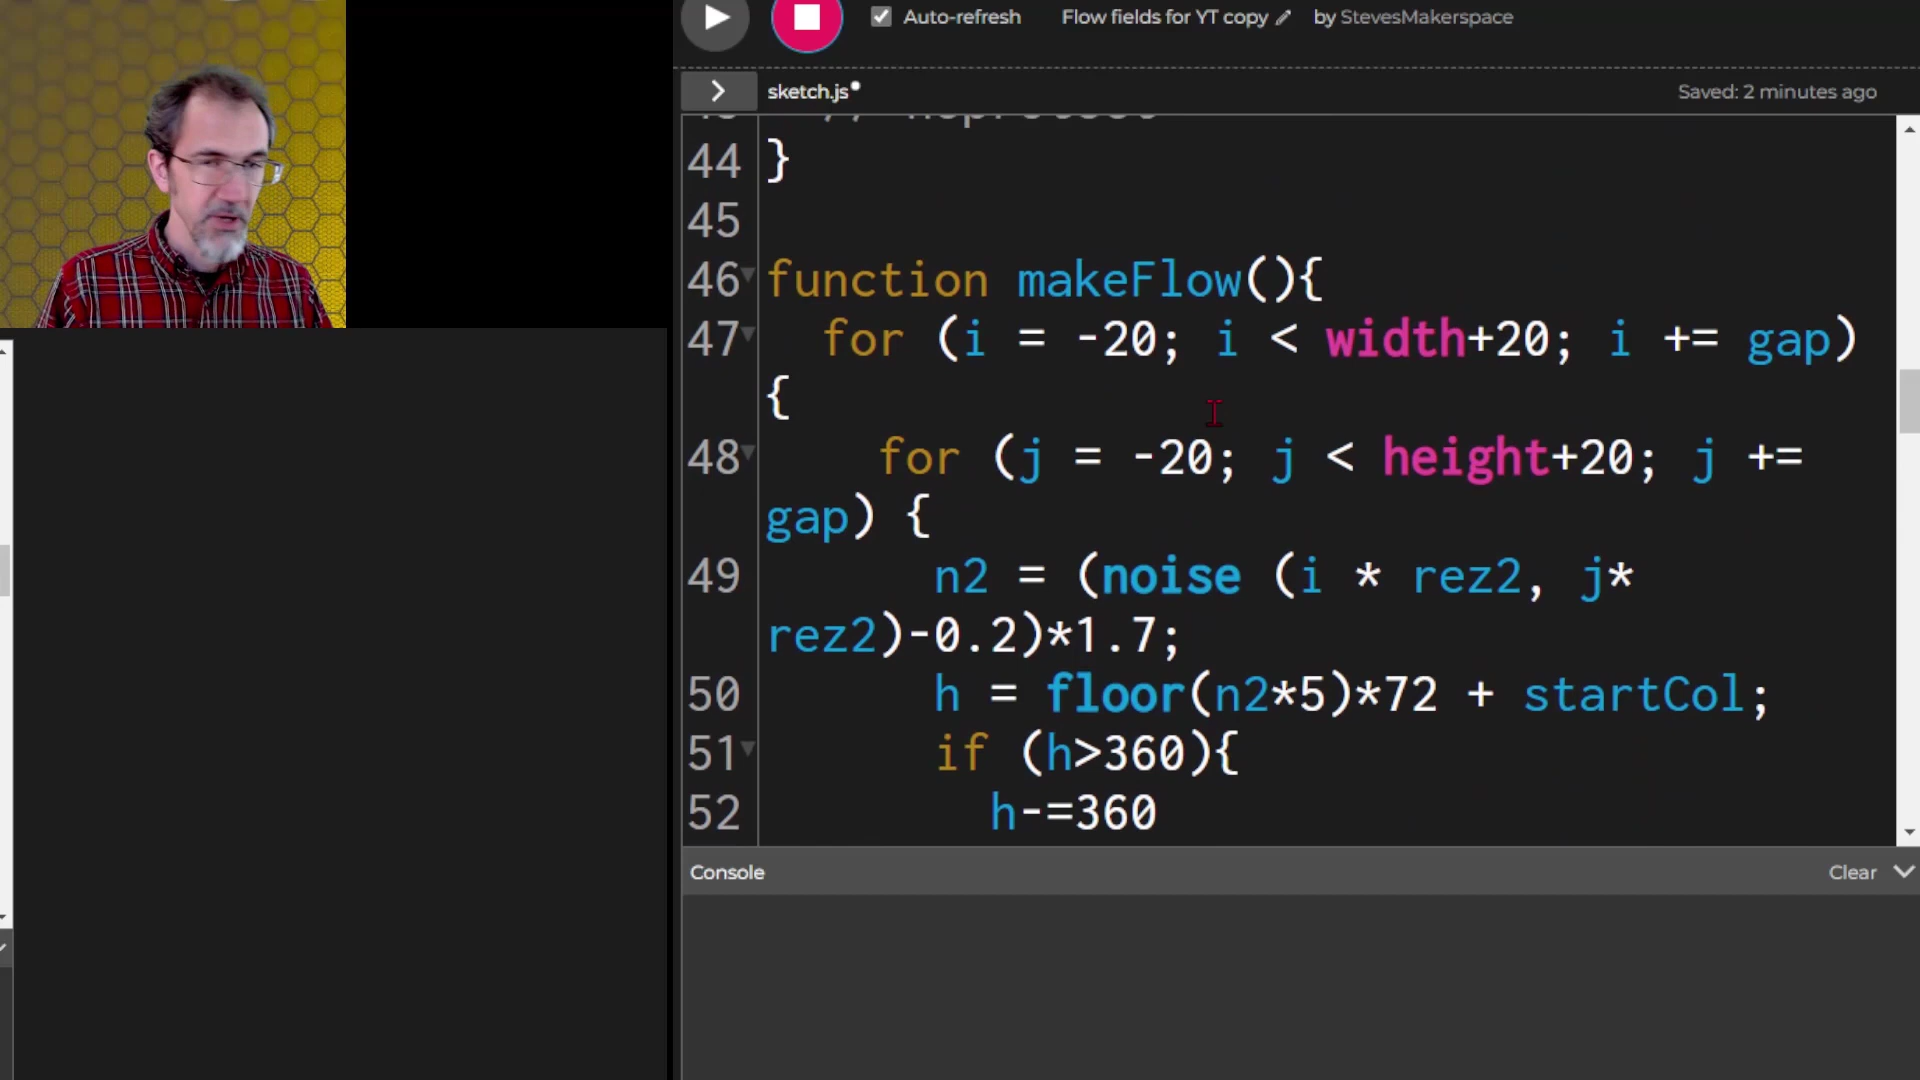 Auto-refresh Flow fields for YT copy by StevesMakerspace
sketch.js Saved: 2 minutes ago
44 }
45
46 function makeFlow(){
47 for (i = -20; i < width+20; i += gap)
{
48 for (j = -20; j < height+20; j +=
gap) {
49 n2 = (noise (i * rez2, j*
rez2)-0.2)*1.7;
50 h = floor(n2*5)*72 + startCol;
51 if (h>360){
52 h-=360
Console Clear